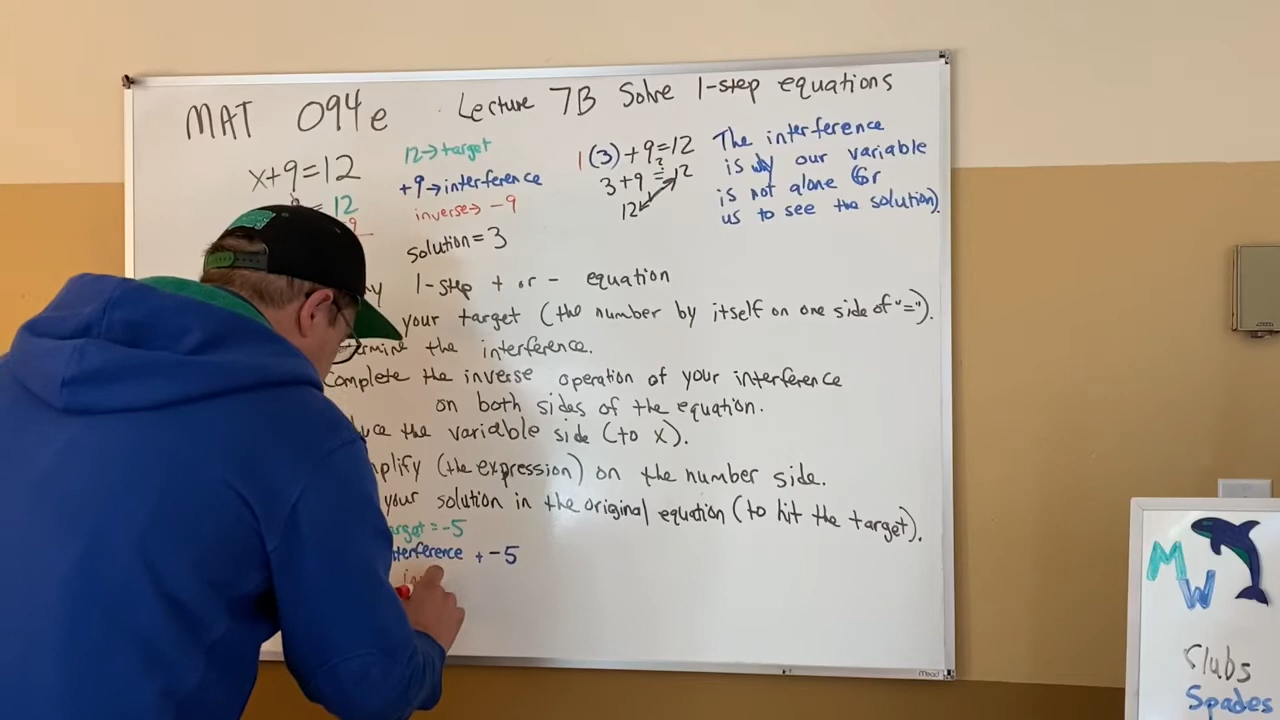 MAT 094e Lecture 7B Solve 1-step equations
x+9=12
= 12
9
12→target
+9→interference
inverse→ -9
solution=3
1(3)+9=12
3+9 ≟ 12
12
The interference
is why our variable
is not alone (for
us to see the solution).
1-step + or - equation
your target (the number by itself on one side of "=").
the interference.
Complete the inverse operation of your interference
on both sides of the equation.
the variable side (to x).
(the expression) on the number side.
your solution in the original equation (to hit the target).
= -5
+ -5
MW
Clubs
Spades